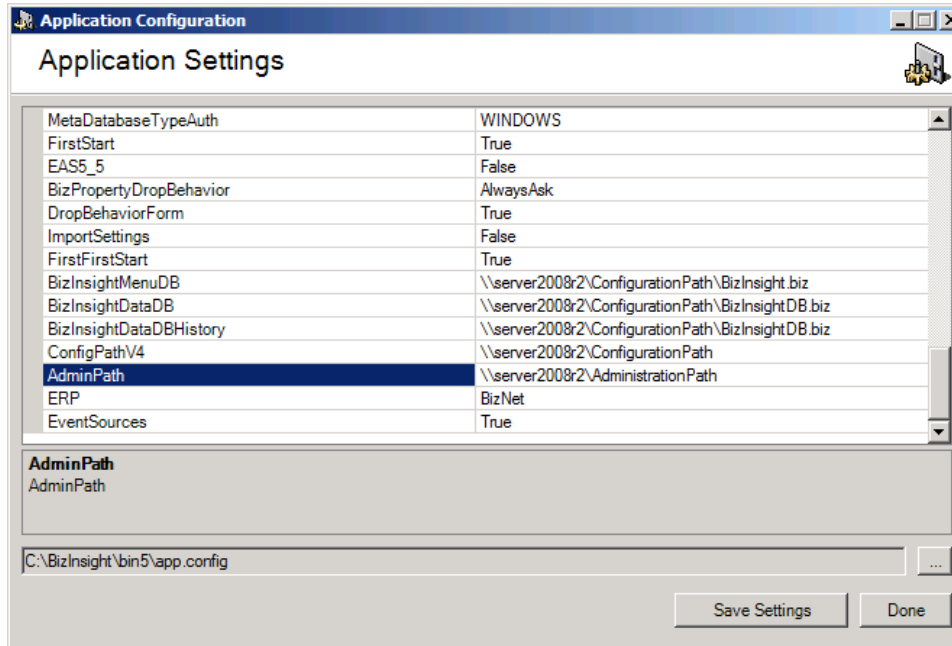 Application Configuration
Application Settings
MetaDatabaseTypeAuth WINDOWS
FirstStart True
EAS5_5 False
BizPropertyDropBehavior AlwaysAsk
DropBehaviorForm True
ImportSettings False
FirstFirstStart True
BizInsightMenuDB \\server2008r2\ConfigurationPath\BizInsight.biz
BizInsightDataDB \\server2008r2\ConfigurationPath\BizInsightDB.biz
BizInsightDataDBHistory \\server2008r2\ConfigurationPath\BizInsightDB.biz
ConfigPathV4 \\server2008r2\ConfigurationPath
AdminPath \\server2008r2\AdministrationPath
ERP BizNet
EventSources True
AdminPath
AdminPath
C:\BizInsight\bin5\app.config ...
Save Settings Done